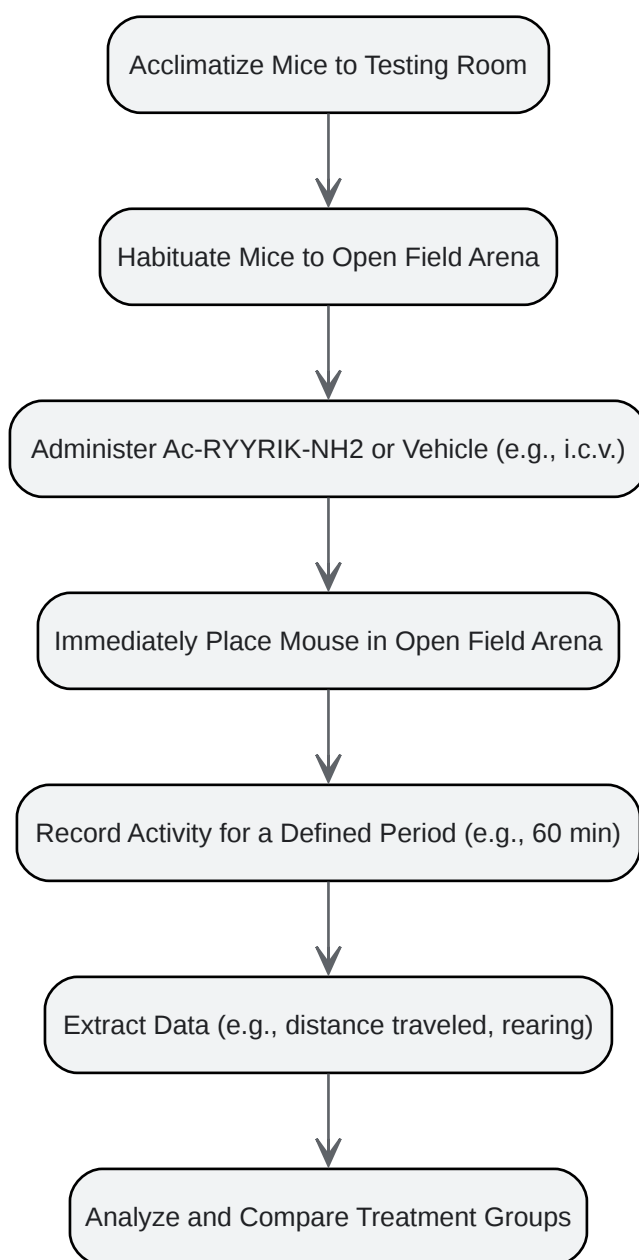 Acclimatize Mice to Testing Room
Habituate Mice to Open Field Arena
Administer Ac-RYYRIK-NH2 or Vehicle (e.g., i.c.v.)
Immediately Place Mouse in Open Field Arena
Record Activity for a Defined Period (e.g., 60 min)
Extract Data (e.g., distance traveled, rearing)
Analyze and Compare Treatment Groups